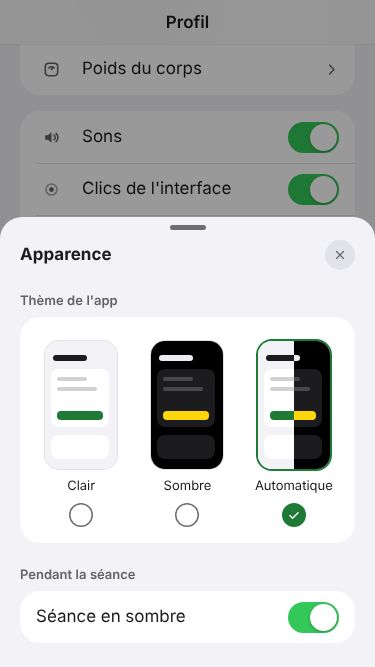 Profil
Poids du corps
Sons
Clics de l'interface
Apparence
Thème de l'app
Clair
Sombre
Automatique
Pendant la séance
Séance en sombre